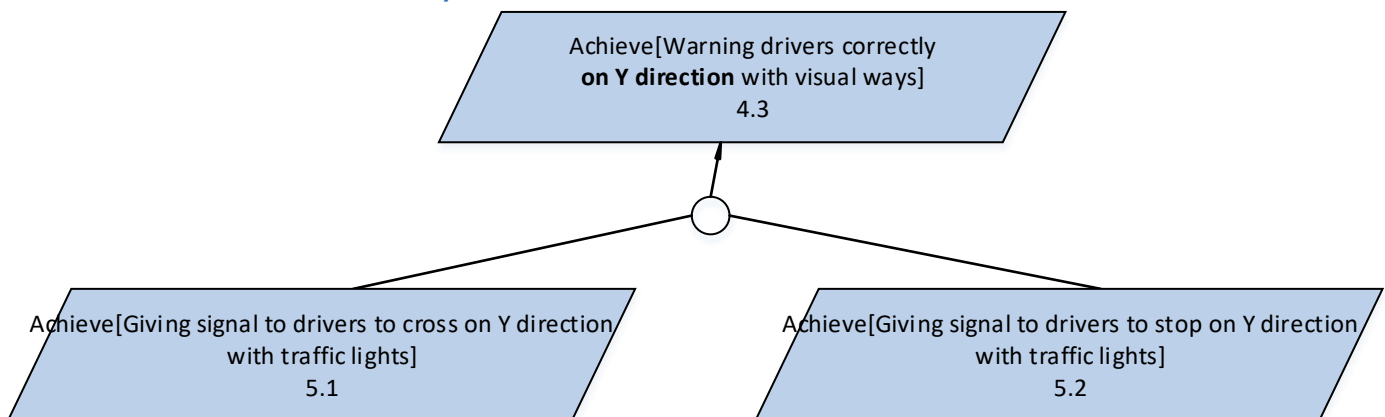 Achieve[Warning drivers correctly
on Y direction with visual ways]
4.3
Achieve[Giving signal to drivers to cross on Y direction
with traffic lights]
5.1
Achieve[Giving signal to drivers to stop on Y direction
with traffic lights]
5.2